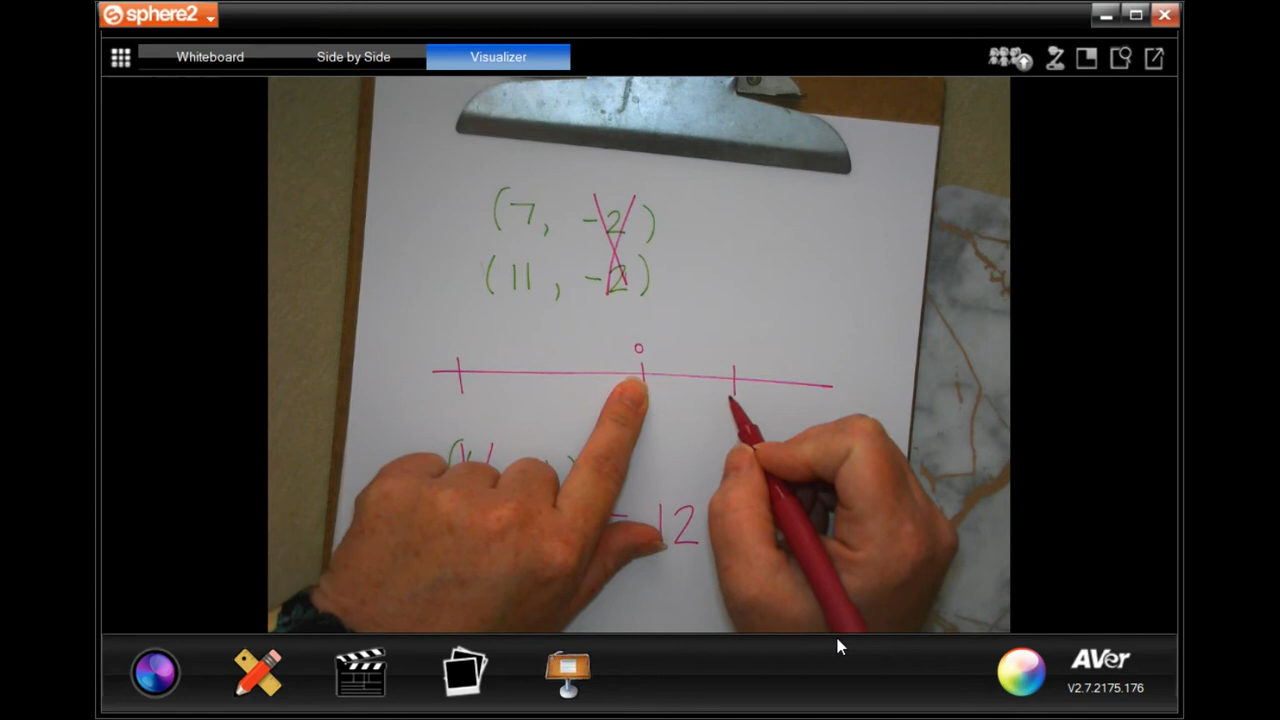 sphere2
Whiteboard Side by Side Visualizer
(7, -2)
(11, -2)
0
= 12
AVer
V2.7.2175.176